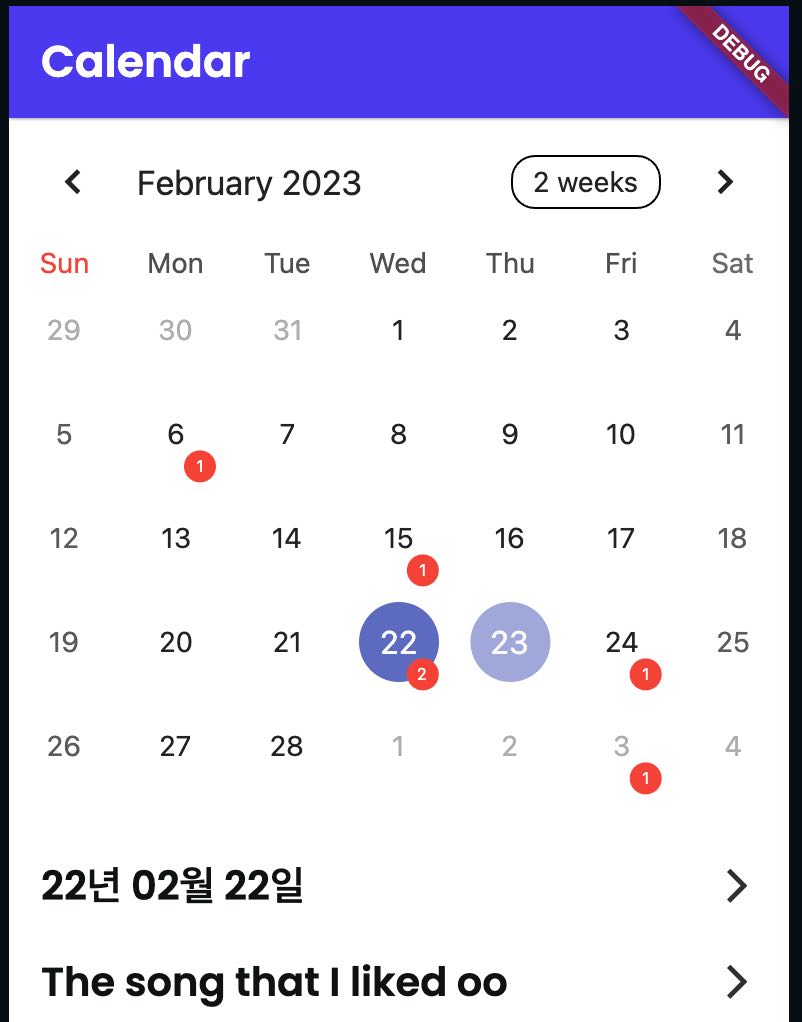 Calendar
DEBUG
February 2023 2 weeks
Sun Mon Tue Wed Thu Fri Sat
29 30 31 1 2 3 4
5 6 7 8 9 10 11
1
12 13 14 15 16 17 18
1
19 20 21 22 23 24 25
2 1
26 27 28 1 2 3 4
1
22년 02월 22일
The song that I liked oo